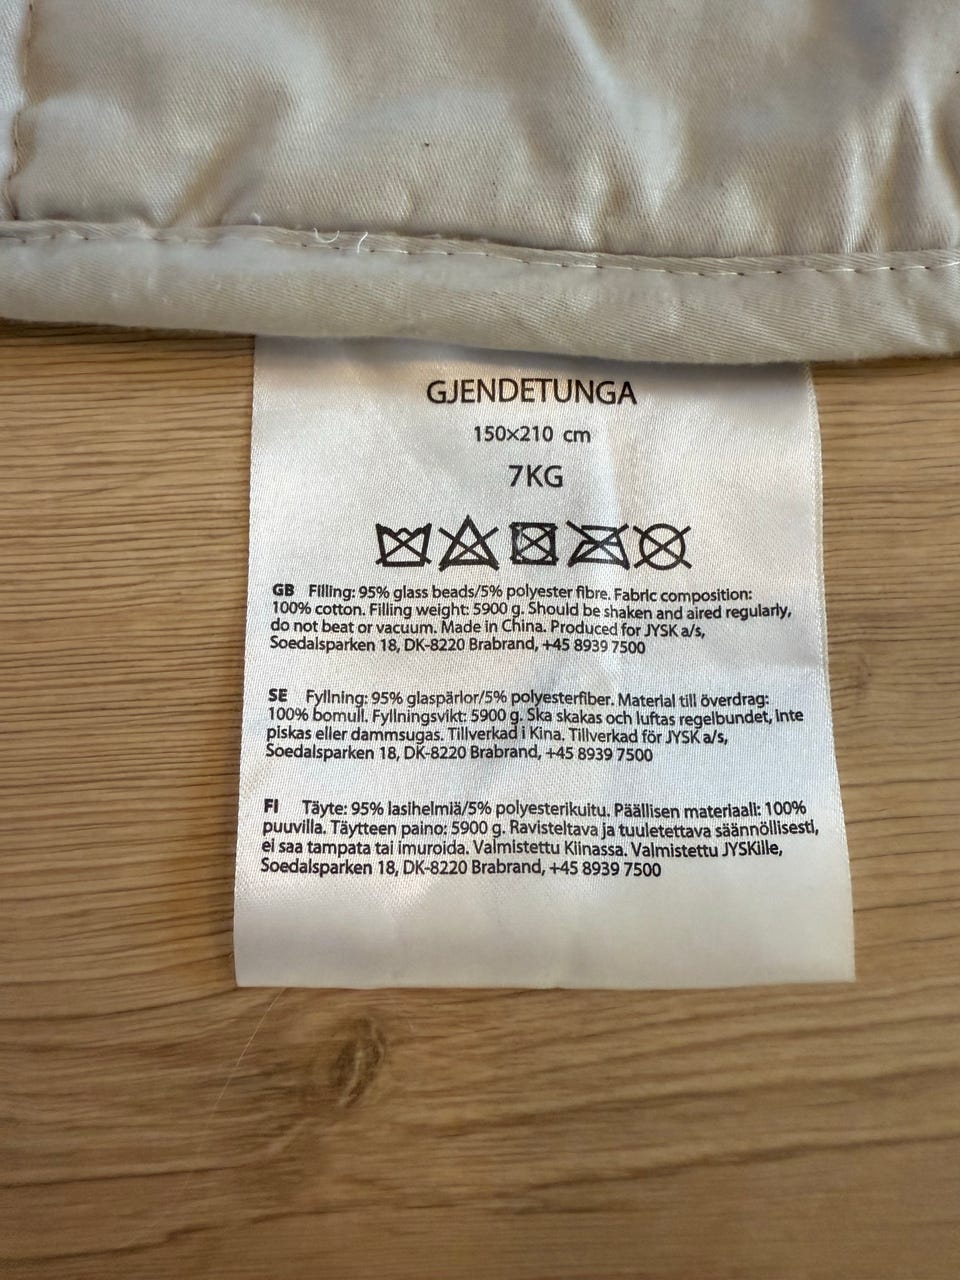 GJENDETUNGA
150×210 cm
7KG
GB Filling: 95% glass beads/5% polyester fibre. Fabric composition:
100% cotton. Filling weight: 5900 g. Should be shaken and aired regularly,
do not beat or vacuum. Made in China. Produced for JYSK a/s,
Soedalsparken 18, DK-8220 Brabrand, +45 8939 7500
SE Fyllning: 95% glaspärlor/5% polyesterfiber. Material till överdrag:
100% bomull. Fyllningsvikt: 5900 g. Ska skakas och luftas regelbundet, inte
piskas eller dammsugas. Tillverkad i Kina. Tillverkad för JYSK a/s,
Soedalsparken 18, DK-8220 Brabrand, +45 8939 7500
FI Täyte: 95% lasihelmiä/5% polyesterikuitu. Päällisen materiaali: 100%
puuvilla. Täytteen paino: 5900 g. Ravisteltava ja tuuletettava säännöllisesti,
ei saa tampata tai imuroida. Valmistettu Kiinassa. Valmistettu JYSKille,
Soedalsparken 18, DK-8220 Brabrand, +45 8939 7500